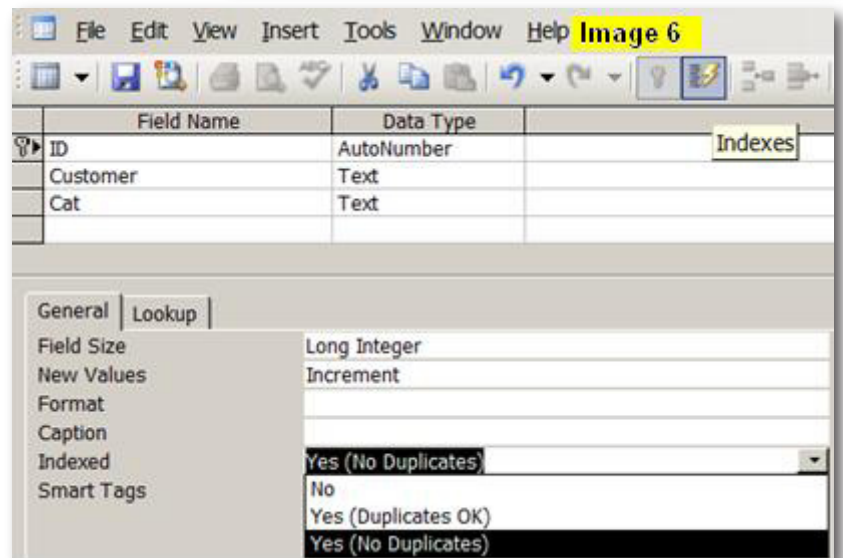 File Edit View Insert Tools Window Help Image 6
Field Name Data Type
Indexes
ID AutoNumber
Customer Text
Cat Text
General Lookup
Field Size Long Integer
New Values Increment
Format
Caption
Indexed Yes (No Duplicates)
Smart Tags No
Yes (Duplicates OK)
Yes (No Duplicates)